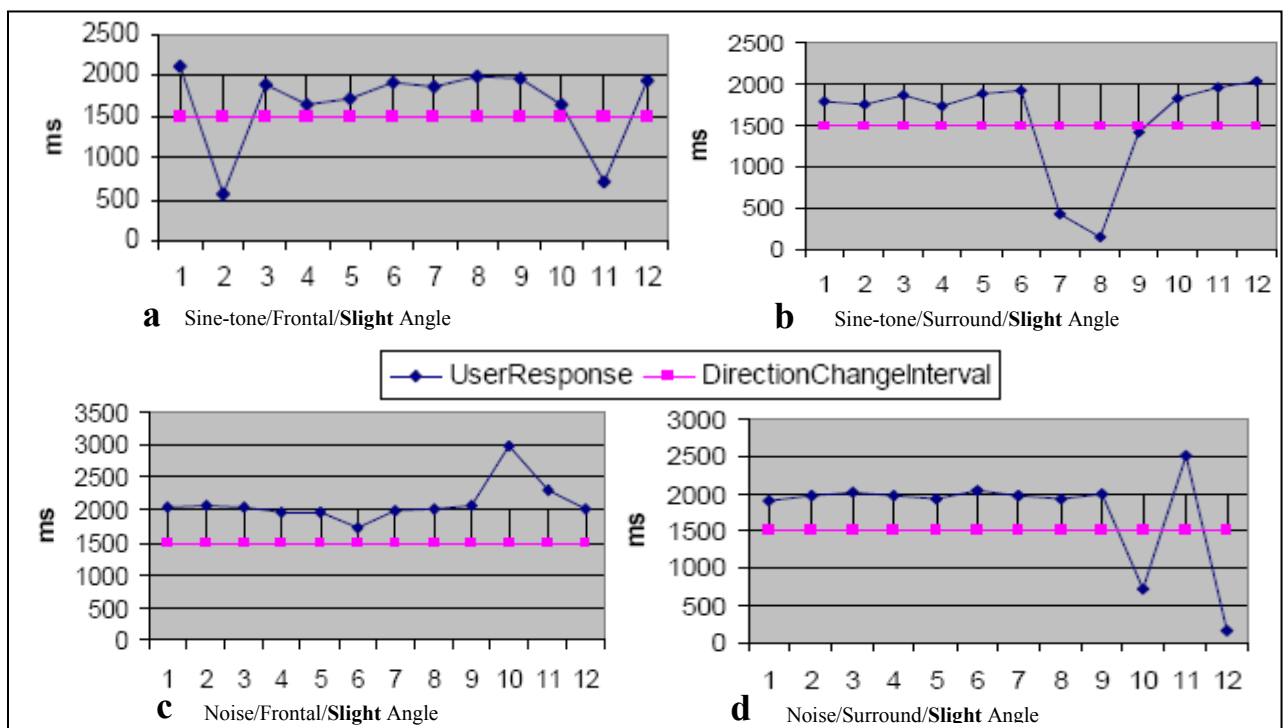 2500
2000
1500
1000
500
0
ms
1 2 3 4 5 6 7 8 9 10 11 12
a Sine-tone/Frontal/Slight Angle
2500
2000
1500
1000
500
0
ms
1 2 3 4 5 6 7 8 9 10 11 12
b Sine-tone/Surround/Slight Angle
UserResponse DirectionChangeInterval
3500
3000
2500
2000
1500
1000
500
0
ms
1 2 3 4 5 6 7 8 9 10 11 12
c Noise/Frontal/Slight Angle
3000
2500
2000
1500
1000
500
0
ms
1 2 3 4 5 6 7 8 9 10 11 12
d Noise/Surround/Slight Angle